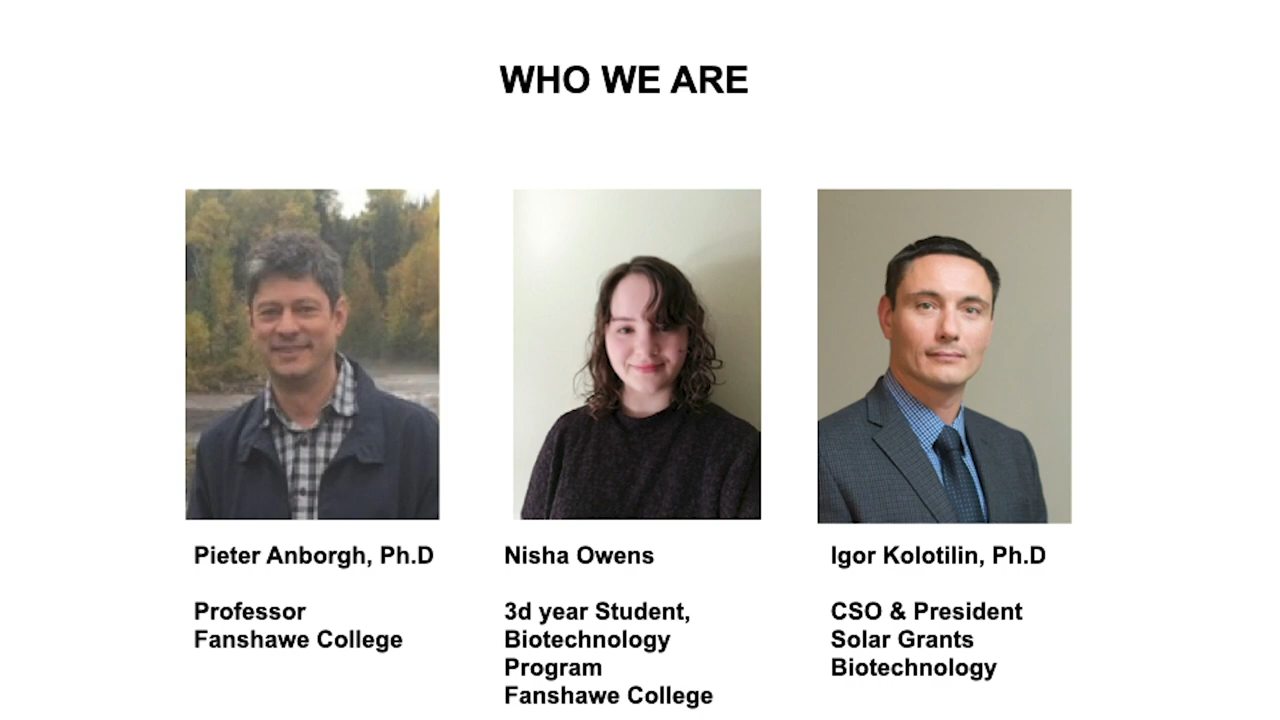 WHO WE ARE
Pieter Anborgh, Ph.D
Professor
Fanshawe College
Nisha Owens
3d year Student,
Biotechnology
Program
Fanshawe College
Igor Kolotilin, Ph.D
CSO & President
Solar Grants
Biotechnology